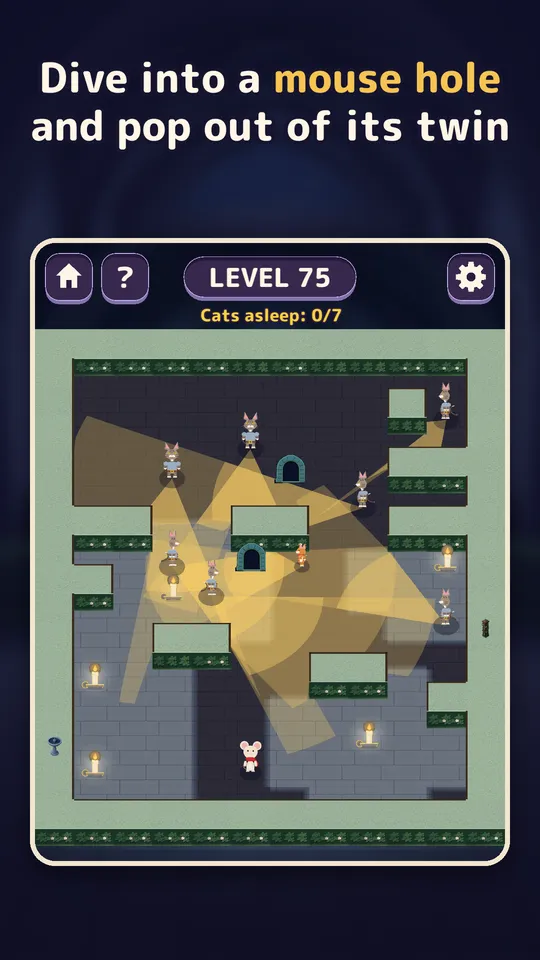 Dive into a mouse hole
and pop out of its twin
?
LEVEL 75
Cats asleep: 0/7